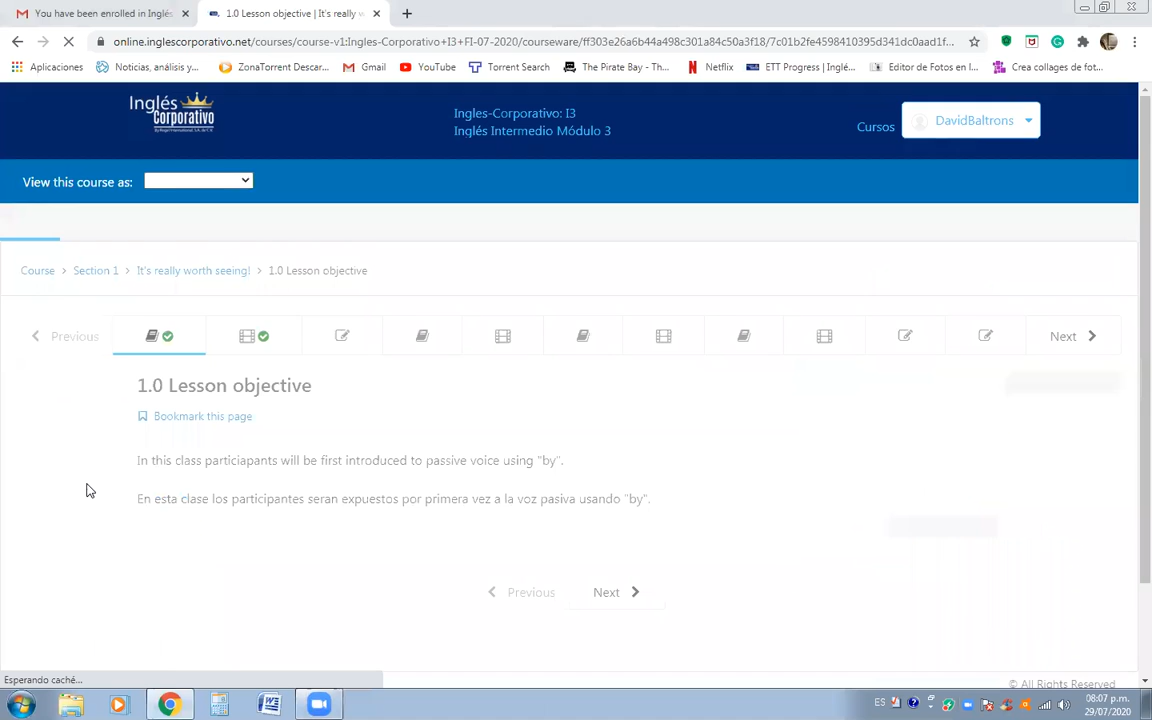 You have been enrolled in Inglés
1.0 Lesson objective | It's really v
online.inglescorporativo.net/courses/course-v1:Ingles-Corporativo+I3+FI-07-2020/courseware/ff303e26a6b44a498c301a84c50a3f18/7c01b2fe4598410395d341dc0aad1f...
Aplicaciones
Noticias, análisis y...
ZonaTorrent Descar...
Gmail
YouTube
Torrent Search
The Pirate Bay - Th...
Netflix
ETT Progress | Inglé...
Editor de Fotos en l...
Crea collages de fot...
Inglés Corporativo
Ingles-Corporativo: I3
Inglés Intermedio Módulo 3
Cursos
DavidBaltrons
View this course as:
Course > Section 1 > It's really worth seeing! > 1.0 Lesson objective
Previous
Next
1.0 Lesson objective
Bookmark this page
In this class particiapants will be first introduced to passive voice using "by".
En esta clase los participantes seran expuestos por primera vez a la voz pasiva usando "by".
Previous
Next
Esperando caché...
© All Rights Reserved
ES
08:07 p.m.
29/07/2020